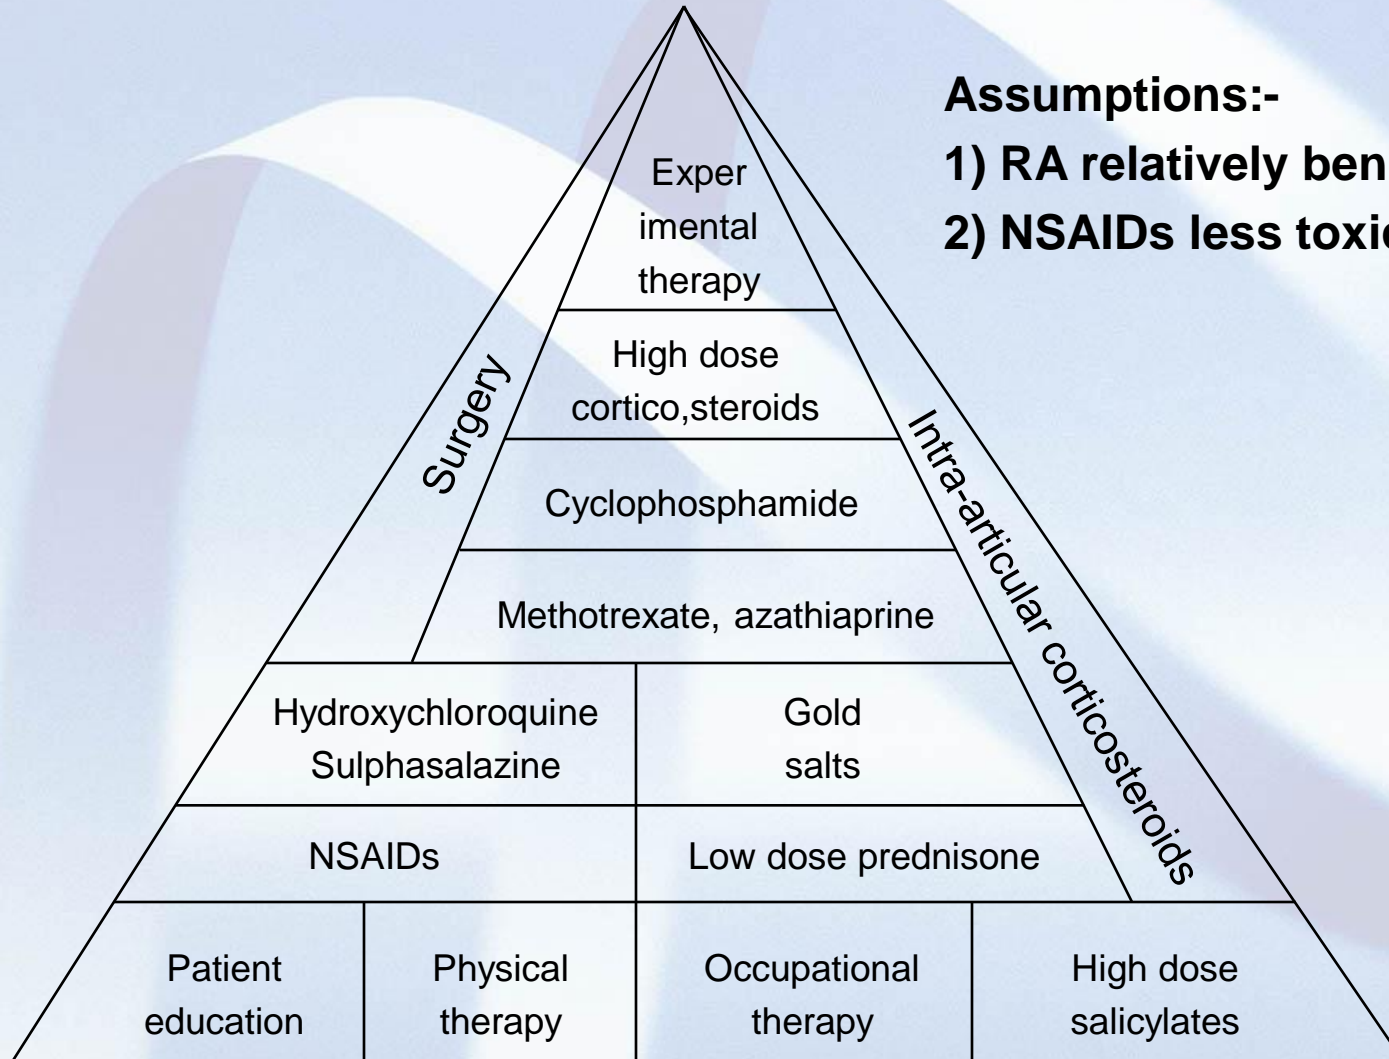 Assumptions:-
1) RA relatively ben
2) NSAIDs less toxic
Exper
imental
therapy
High dose
cortico,steroids
Surgery
Cyclophosphamide
Intra-articular corticosteroids
Methotrexate, azathiaprine
Hydroxychloroquine
Sulphasalazine
Gold
salts
NSAIDs
Low dose prednisone
Patient
education
Physical
therapy
Occupational
therapy
High dose
salicylates